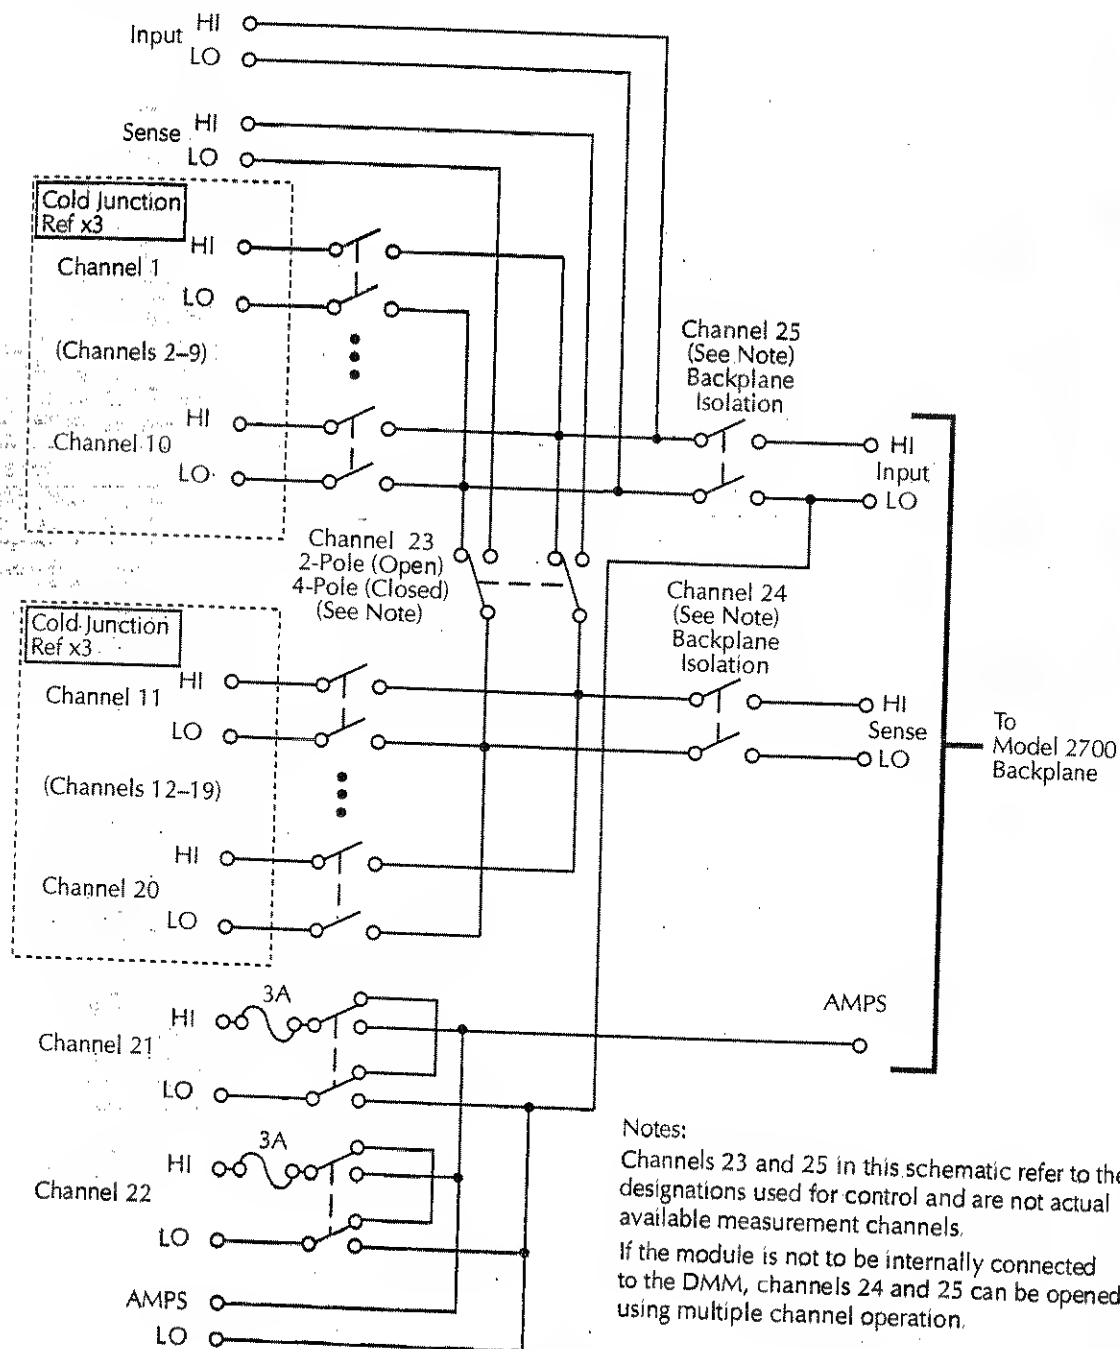 Input HI
LO
Sense HI
LO
Cold Junction
Ref x3
HI
Channel 1
LO
(Channels 2–9)
HI
Channel 10
LO
Channel 25
(See Note)
Backplane
Isolation
HI
Input
LO
Channel 23
2-Pole (Open)
4-Pole (Closed)
(See Note)
Channel 24
(See Note)
Backplane
Isolation
Cold Junction
Ref x3
HI
Channel 11
LO
(Channels 12–19)
HI
Channel 20
LO
HI
Sense
LO
To
Model 2700
Backplane
3A
HI
Channel 21
LO
AMPS
3A
HI
Channel 22
LO
AMPS
LO
Notes:
Channels 23 and 25 in this schematic refer to the
designations used for control and are not actual
available measurement channels.
If the module is not to be internally connected
to the DMM, channels 24 and 25 can be opened
using multiple channel operation.